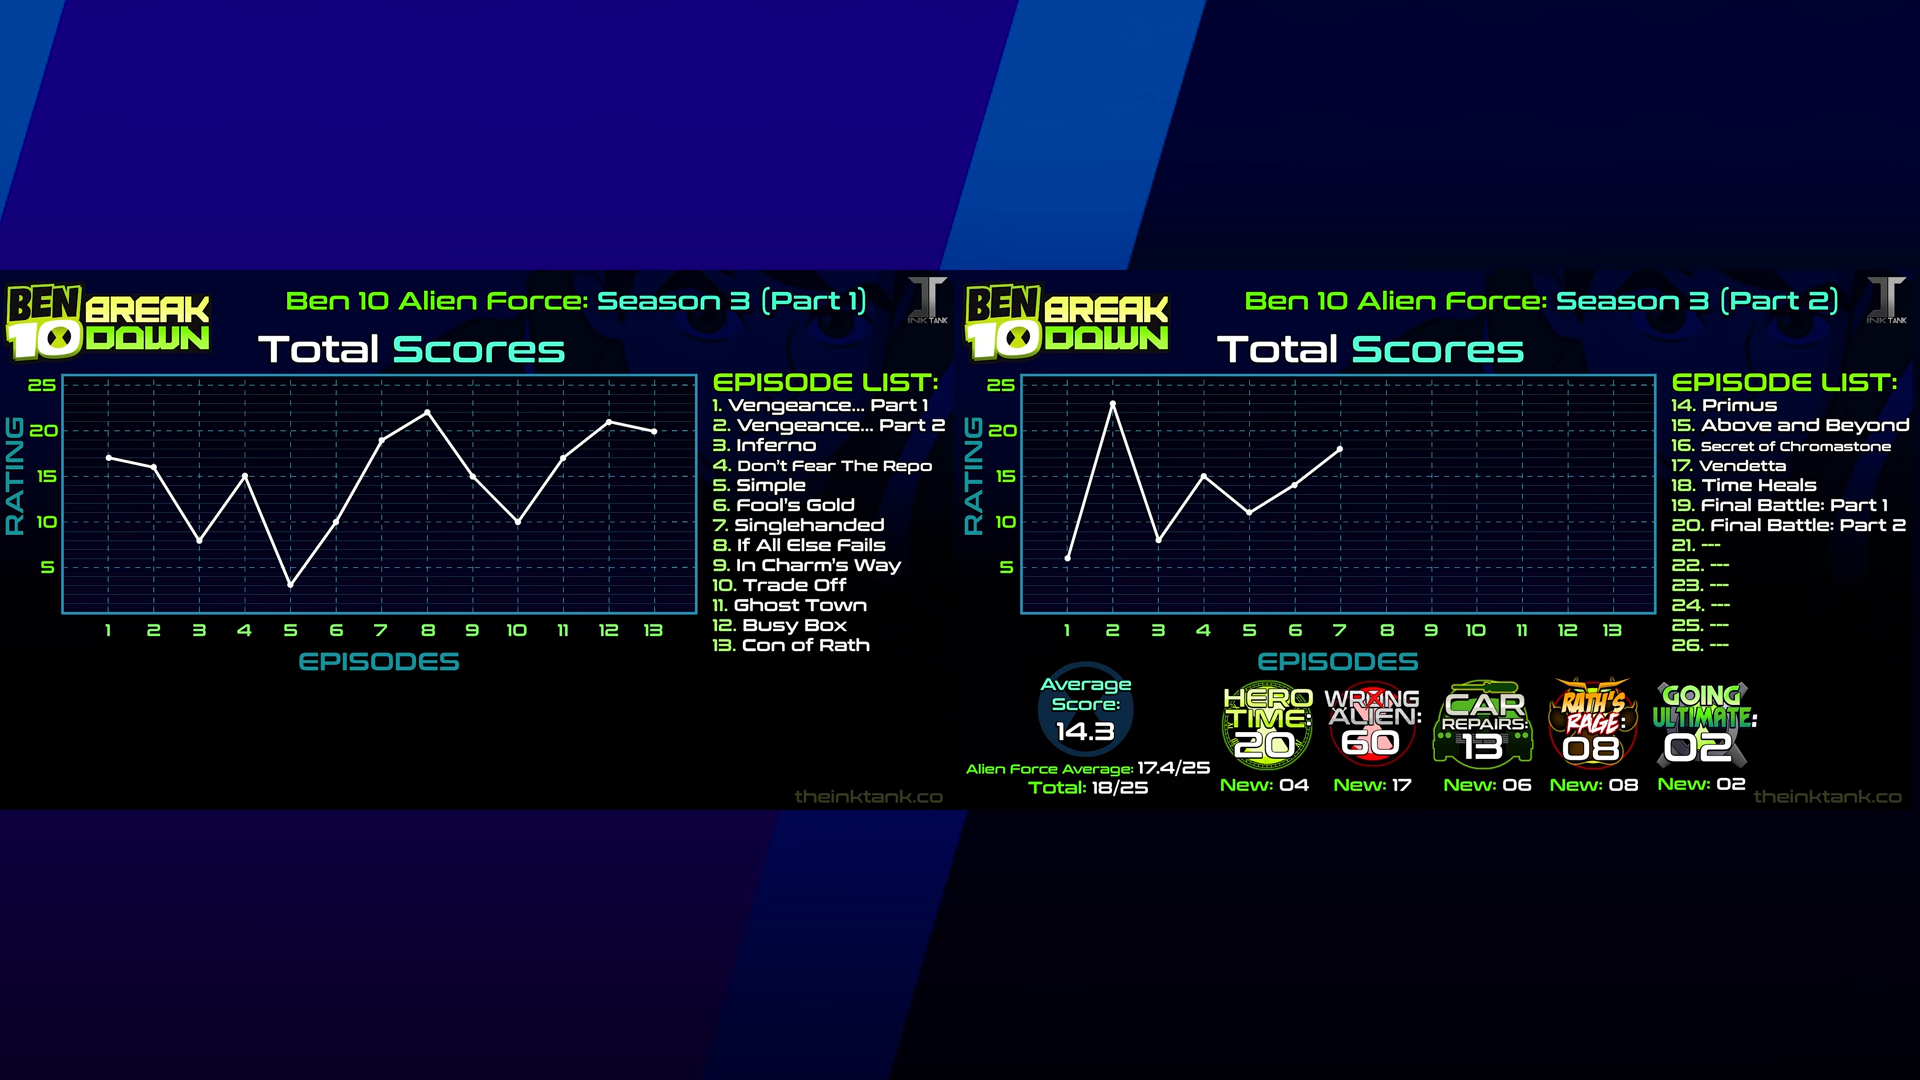 BEN 10 BREAK DOWN
Ben 10 Alien Force: Season 3 (Part 1)
INK TANK
Total Scores
RATING
25
20
15
10
5
1 2 3 4 5 6 7 8 9 10 11 12 13
EPISODES
EPISODE LIST:
1. Vengeance... Part 1
2. Vengeance... Part 2
3. Inferno
4. Don't Fear The Repo
5. Simple
6. Fool's Gold
7. Singlehanded
8. If All Else Fails
9. In Charm's Way
10. Trade Off
11. Ghost Town
12. Busy Box
13. Con of Rath
theinktank.co
BEN 10 BREAK DOWN
Ben 10 Alien Force: Season 3 (Part 2)
INK TANK
Total Scores
RATING
25
20
15
10
5
1 2 3 4 5 6 7 8 9 10 11 12 13
EPISODES
EPISODE LIST:
14. Primus
15. Above and Beyond
16. Secret of Chromastone
17. Vendetta
18. Time Heals
19. Final Battle: Part 1
20. Final Battle: Part 2
21. ---
22. ---
23. ---
24. ---
25. ---
26. ---
Average
Score:
14.3
Alien Force Average: 17.4/25
Total: 18/25
HERO
TIME:
20
New: 04
WRONG
ALIEN:
60
New: 17
CAR
REPAIRS:
13
New: 06
RATH'S
RAGE:
08
New: 08
GOING
ULTIMATE:
02
New: 02
theinktank.co